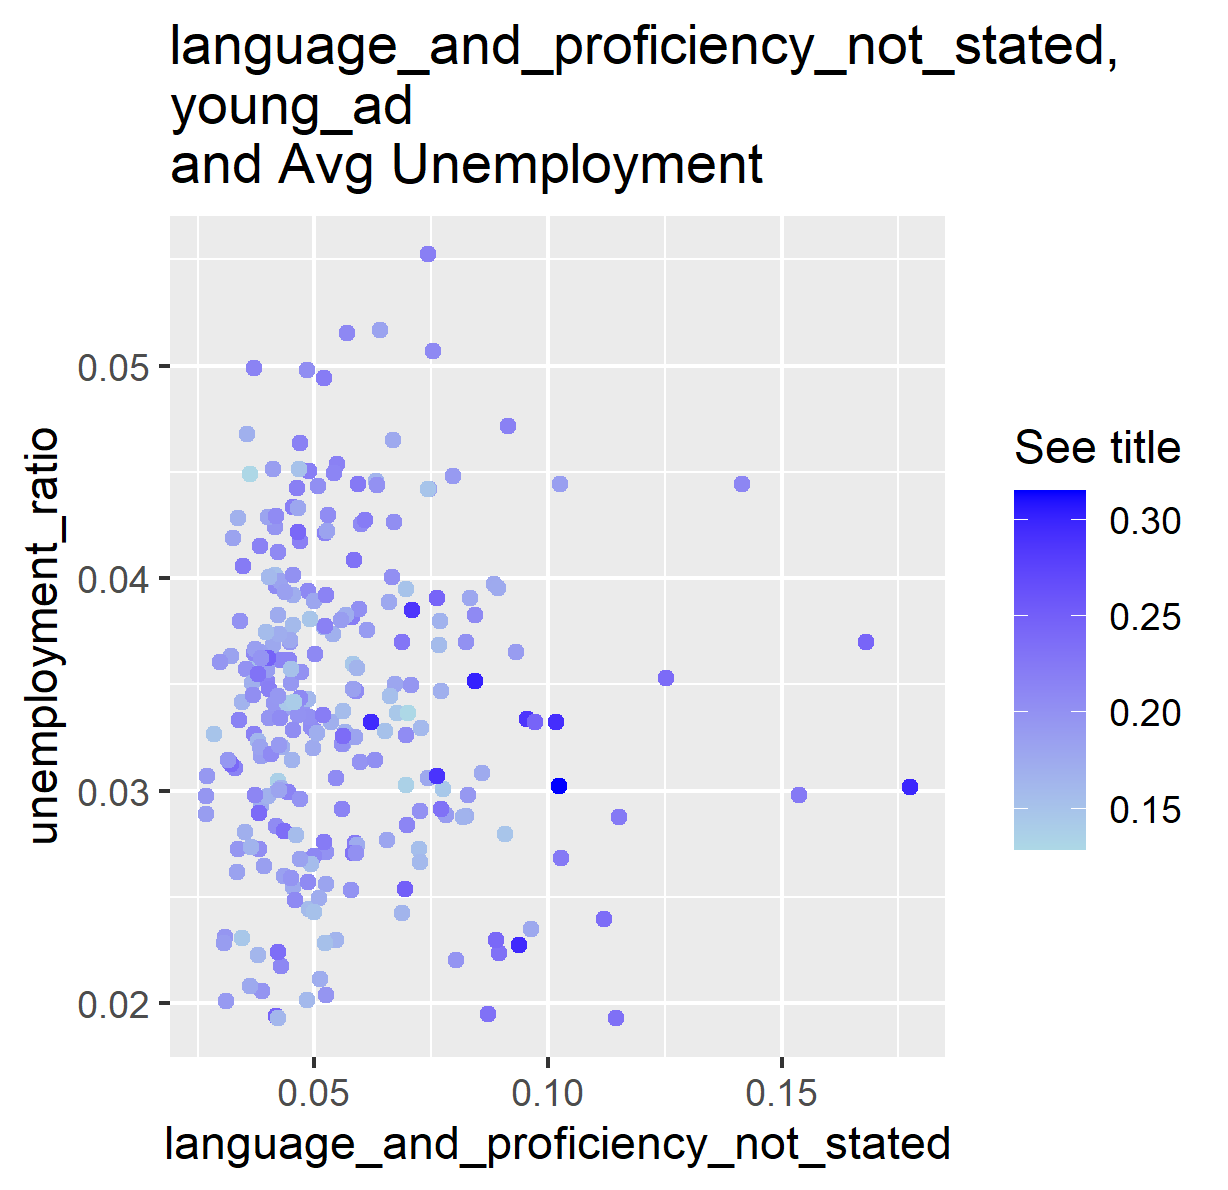 language_and_proficiency_not_stated,
young_ad
and Avg Unemployment
unemployment_ratio
0.05
0.04
0.03
0.02
0.05
0.10
0.15
language_and_proficiency_not_stated
See title
0.30
0.25
0.20
0.15